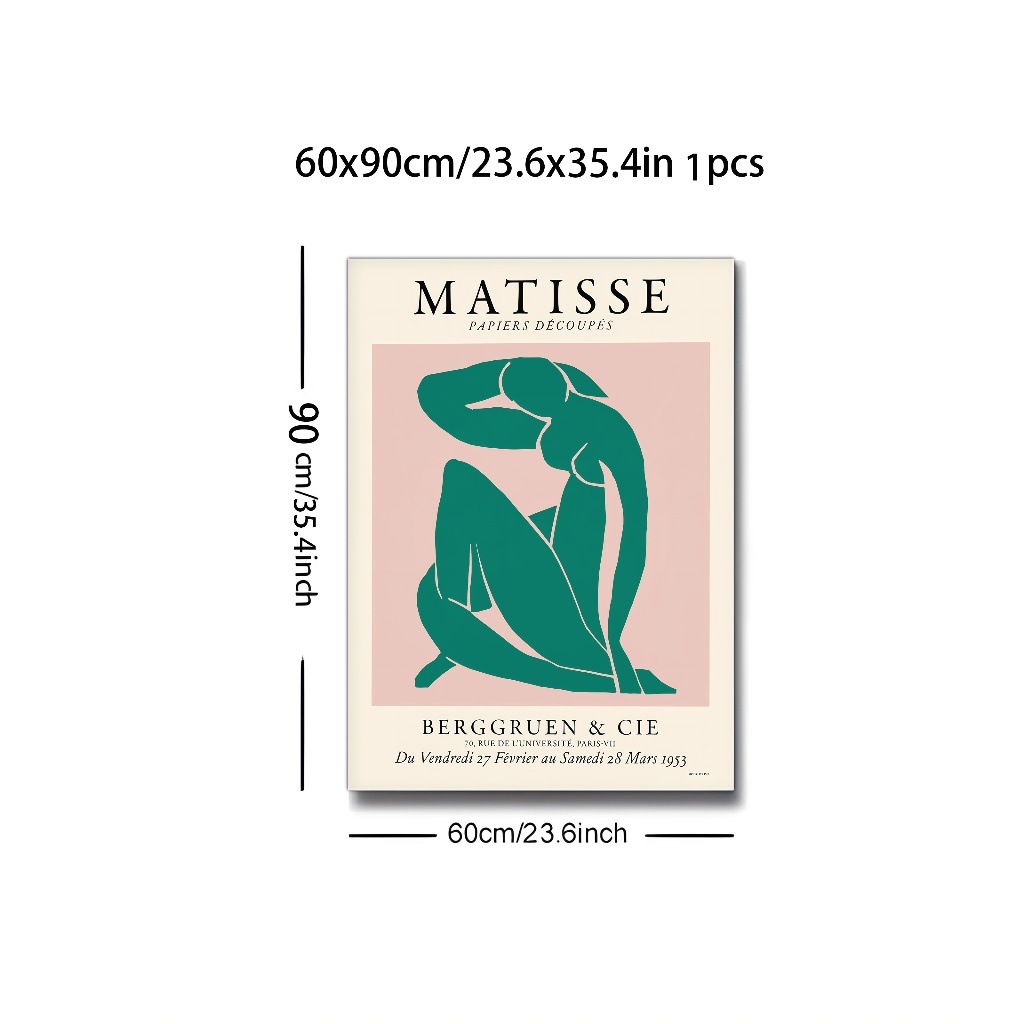 60x90cm/23.6x35.4in 1pcs
90 cm/35.4inch
MATISSE
PAPIERS DÉCOUPÉS
BERGGRUEN & CIE
70, RUE DE L'UNIVERSITÉ, PARIS-VII
Du Vendredi 27 Février au Samedi 28 Mars 1953
60cm/23.6inch